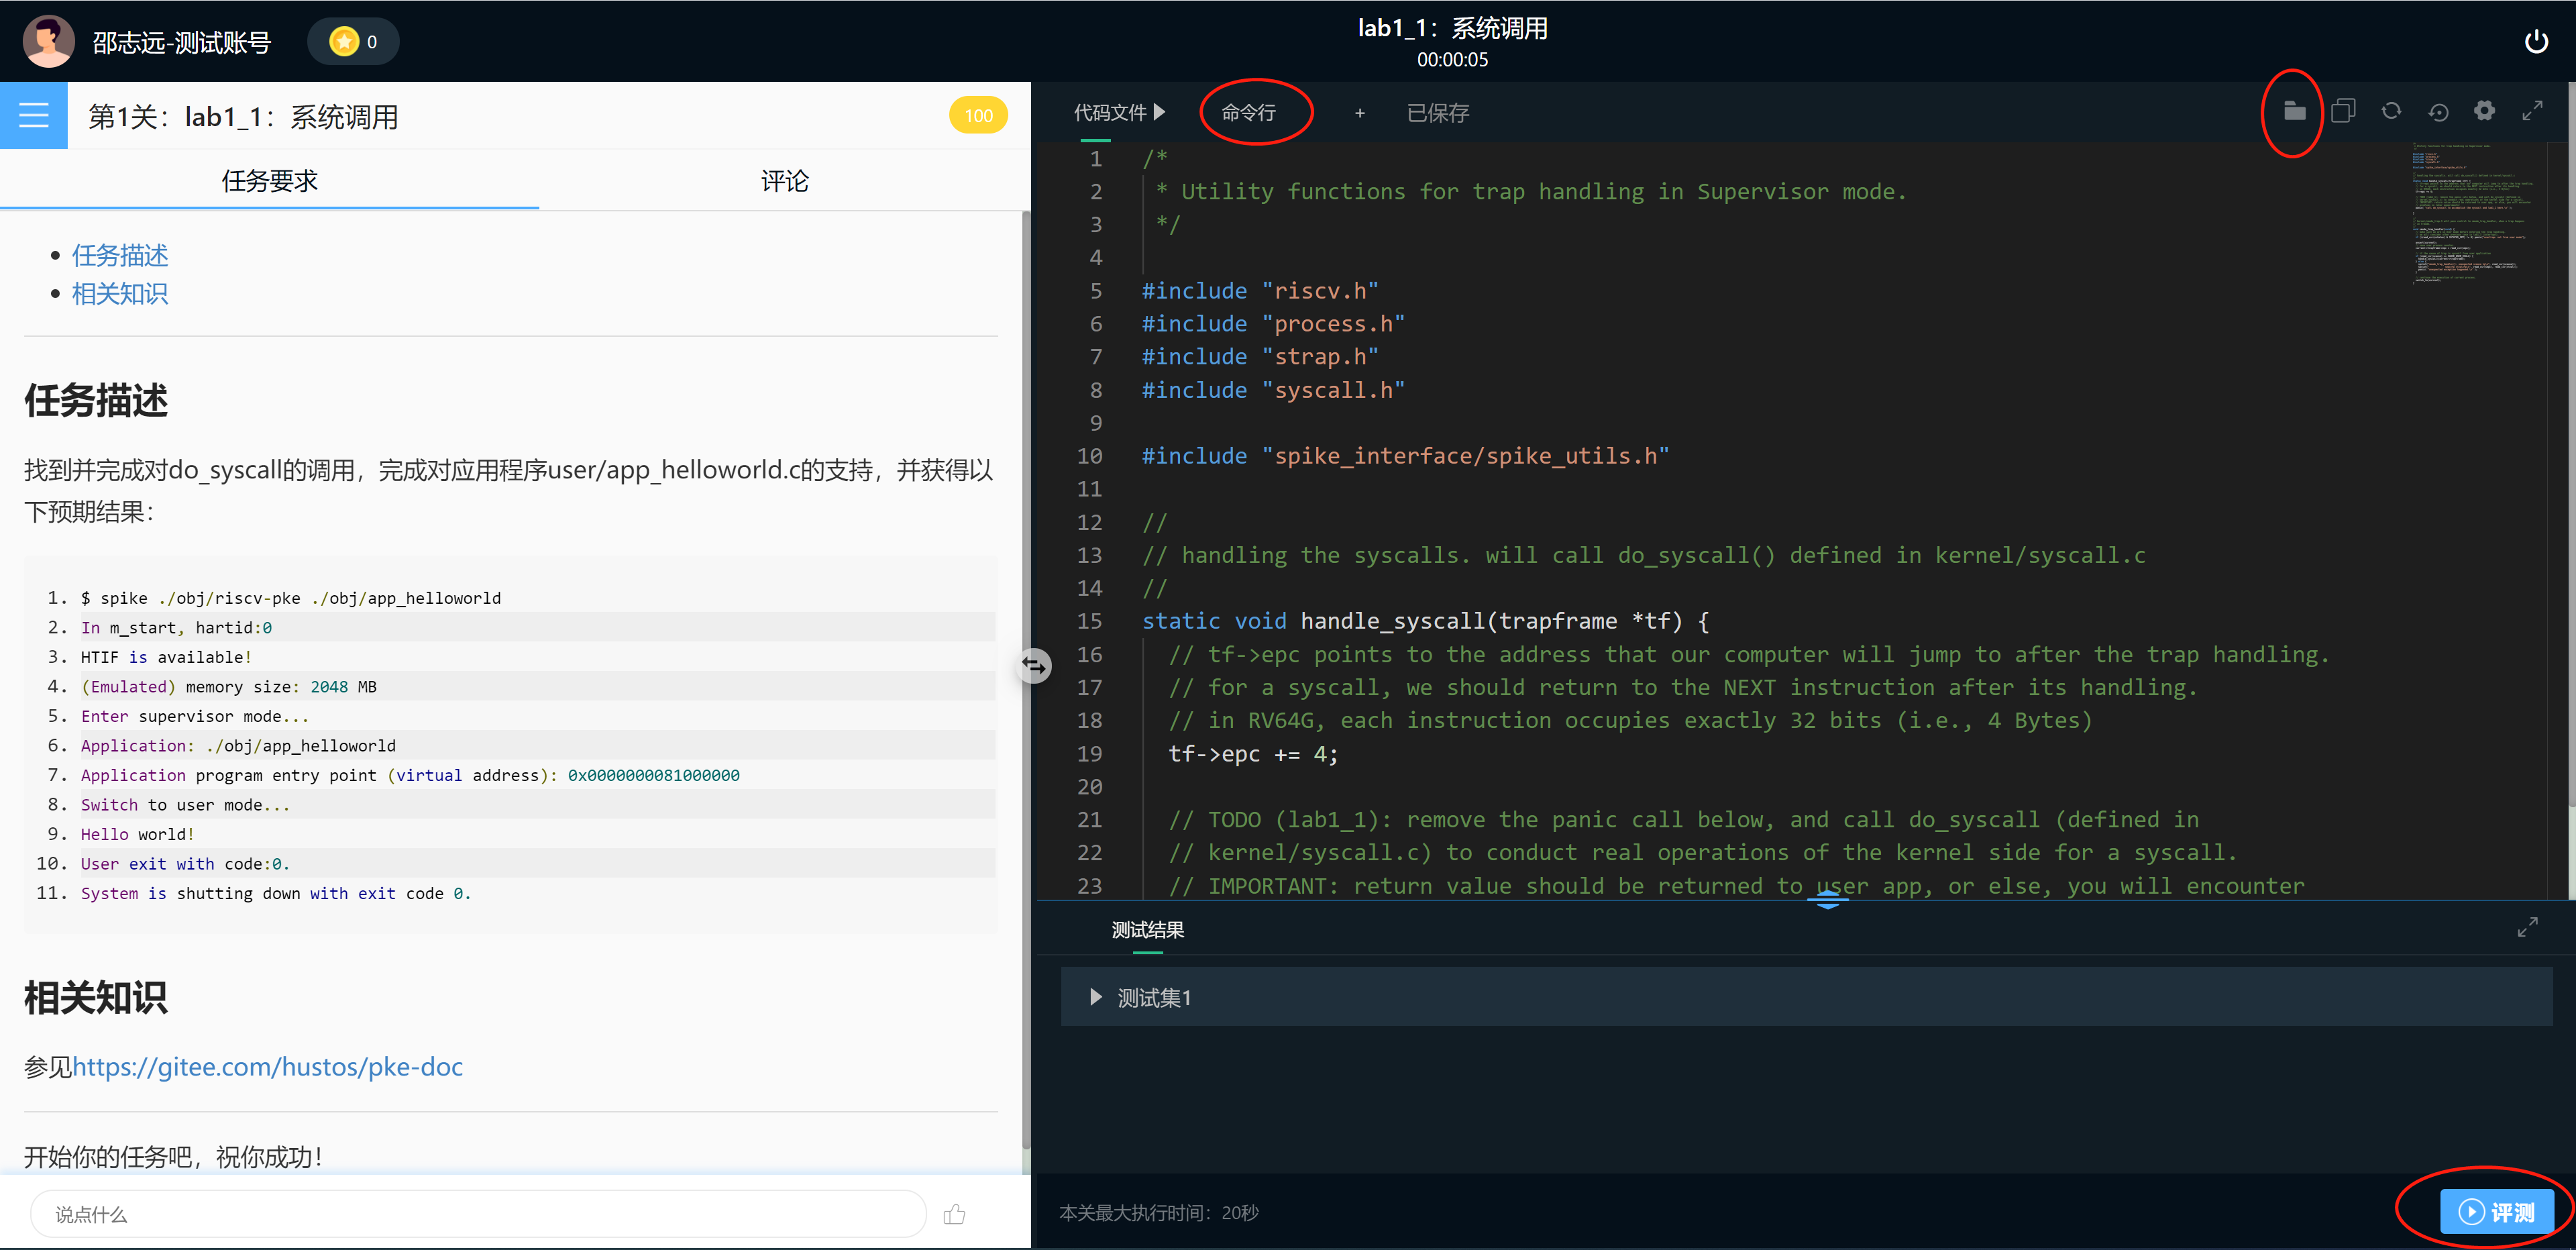 邵志远-测试账号
0
lab1_1：系统调用
00:00:05
第1关：lab1_1：系统调用
100
任务要求
评论
任务描述
相关知识
任务描述
找到并完成对do_syscall的调用，完成对应用程序user/app_helloworld.c的支持，并获得以
下预期结果：
1. $ spike ./obj/riscv-pke ./obj/app_helloworld
2. In m_start, hartid:0
3. HTIF is available!
4. (Emulated) memory size: 2048 MB
5. Enter supervisor mode...
6. Application: ./obj/app_helloworld
7. Application program entry point (virtual address): 0x0000000081000000
8. Switch to user mode...
9. Hello world!
10. User exit with code:0.
11. System is shutting down with exit code 0.
相关知识
参见https://gitee.com/hustos/pke-doc
开始你的任务吧，祝你成功！
说点什么
代码文件
命令行
+
已保存
1 /*
2 * Utility functions for trap handling in Supervisor mode.
3 */
4
5 #include "riscv.h"
6 #include "process.h"
7 #include "strap.h"
8 #include "syscall.h"
9
10 #include "spike_interface/spike_utils.h"
11
12 //
13 // handling the syscalls. will call do_syscall() defined in kernel/syscall.c
14 //
15 static void handle_syscall(trapframe *tf) {
16 // tf->epc points to the address that our computer will jump to after the trap handling.
17 // for a syscall, we should return to the NEXT instruction after its handling.
18 // in RV64G, each instruction occupies exactly 32 bits (i.e., 4 Bytes)
19 tf->epc += 4;
20
21 // TODO (lab1_1): remove the panic call below, and call do_syscall (defined in
22 // kernel/syscall.c) to conduct real operations of the kernel side for a syscall.
23 // IMPORTANT: return value should be returned to user app, or else, you will encounter
测试结果
测试集1
本关最大执行时间：20秒
评测